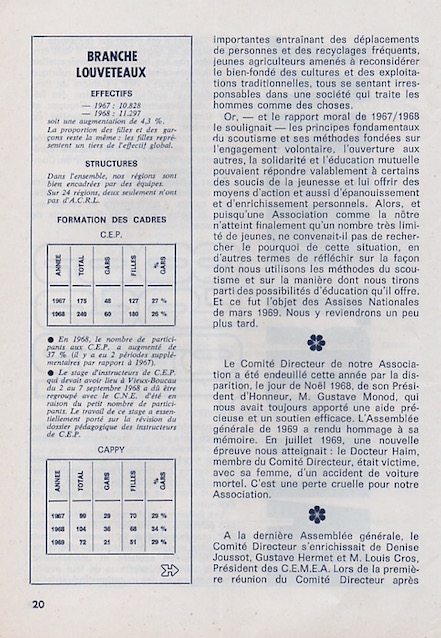 BRANCHE
LOUVETEAUX
EFFECTIFS
— 1967 : 10.828
— 1968 : 11.297
soit une augmentation de 4,3 %.
La proportion des filles et des gar-
çons reste la même : les filles repré-
sentent un tiers de l'effectif global.
STRUCTURES
Dans l'ensemble, nos régions sont
bien encadrées par des équipes.
Sur 24 régions, deux seulement n'ont
pas d'A.C.R.L.
FORMATION DES CADRES
C.E.P.
ANNEE TOTAL GARS FILLES % GARS
1967 175 48 127 27 %
1968 240 60 180 25 %
● En 1968, le nombre de partici-
pants aux C.E.P. a augmenté de
37 % (il y a eu 2 périodes supplé-
mentaires par rapport à 1967).
● Le stage d'instructeurs de C.E.P.
qui devait avoir lieu à Vieux-Boucau
du 2 au 7 septembre 1968 a dû être
regroupé avec le C.N.E. d'été en
raison du petit nombre de partici-
pants. Le travail de ce stage a essen-
tiellement porté sur la révision du
dossier pédagogique des instructeurs
de C.E.P.
CAPPY
ANNEE TOTAL GARS FILLES % GARS
1967 99 29 70 29 %
1968 104 36 68 34 %
1969 72 21 51 29 %
20
importantes entraînant des déplacements
de personnes et des recyclages fréquents,
jeunes agriculteurs amenés à reconsidérer
le bien-fondé des cultures et des exploita-
tions traditionnelles, tous se sentant irres-
ponsables dans une société qui traite les
hommes comme des choses.
Or, — et le rapport moral de 1967/1968
le soulignait — les principes fondamentaux
du scoutisme et ses méthodes fondées sur
l'engagement volontaire, l'ouverture aux
autres, la solidarité et l'éducation mutuelle
pouvaient répondre valablement à certains
des soucis de la jeunesse et lui offrir des
moyens d'action et aussi d'épanouissement
et d'enrichissement personnels. Alors, et
puisqu'une Association comme la nôtre
n'atteint finalement qu'un nombre très limi-
té de jeunes, ne convenait-il pas de recher-
cher le pourquoi de cette situation, en
d'autres termes de réfléchir sur la façon
dont nous utilisons les méthodes du scou-
tisme et sur la manière dont nous tirons
parti des possibilités d'éducation qu'il offre.
Et ce fut l'objet des Assises Nationales
de mars 1969. Nous y reviendrons un peu
plus tard.
Le Comité Directeur de notre Associa-
tion a été endeuillé cette année par la dis-
parition, le jour de Noël 1968, de son Prési-
dent d'Honneur, M. Gustave Monod, qui
nous avait toujours apporté une aide pré-
cieuse et un soutien efficace. L'Assemblée
générale de 1969 a rendu hommage à sa
mémoire. En juillet 1969, une nouvelle
épreuve nous atteignait : le Docteur Haim,
membre du Comité Directeur, était victime,
avec sa femme, d'un accident de voiture
mortel. C'est une perte cruelle pour notre
Association.
A la dernière Assemblée générale, le
Comité Directeur s'enrichissait de Denise
Joussot, Gustave Hermet et M. Louis Cros,
Président des C.E.M.E.A. Lors de la premiè-
re réunion du Comité Directeur après